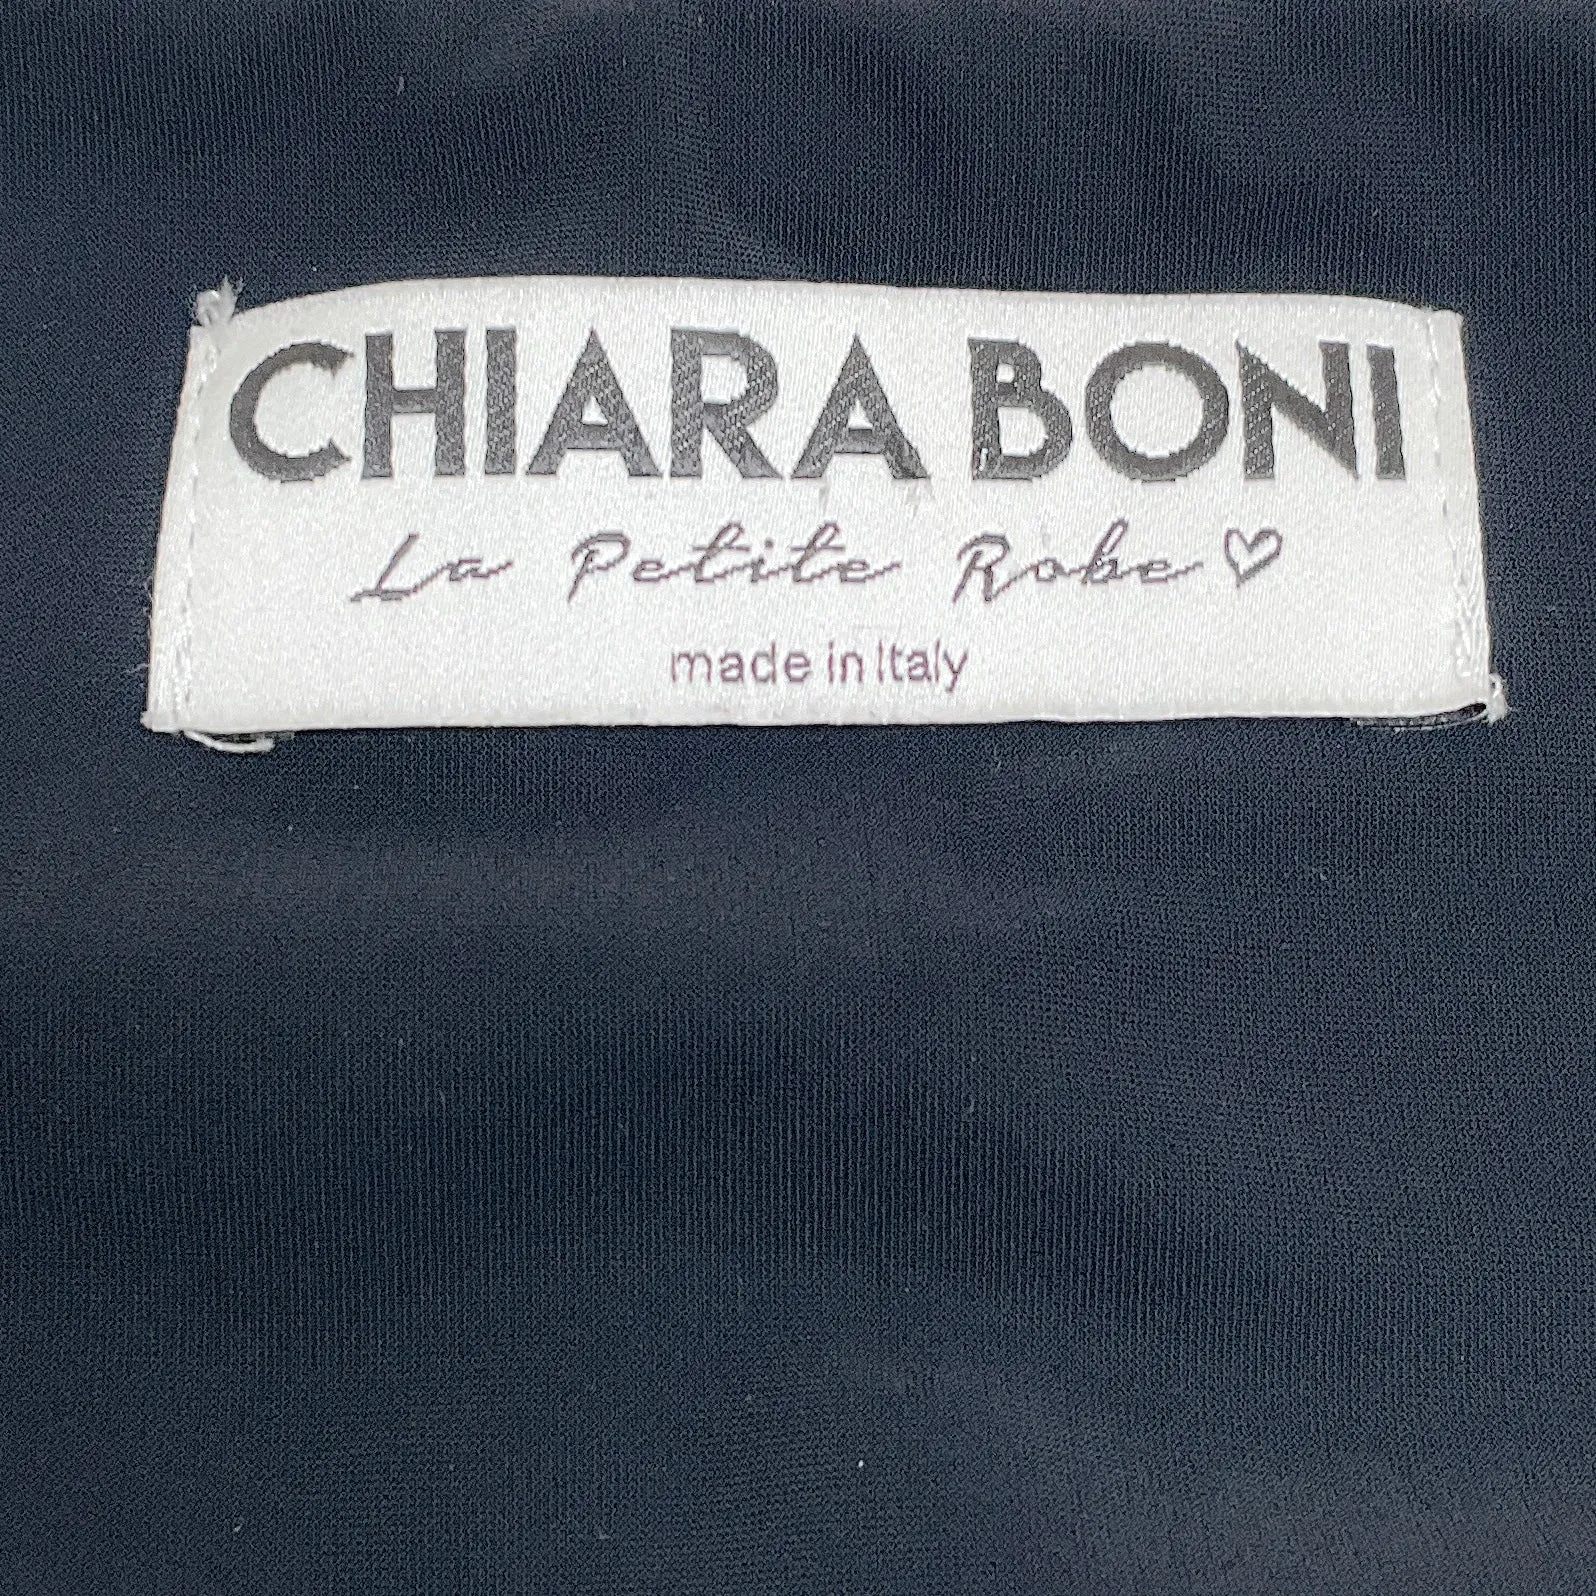 CHIARA BONI
La Petite Robe♡
made in Italy